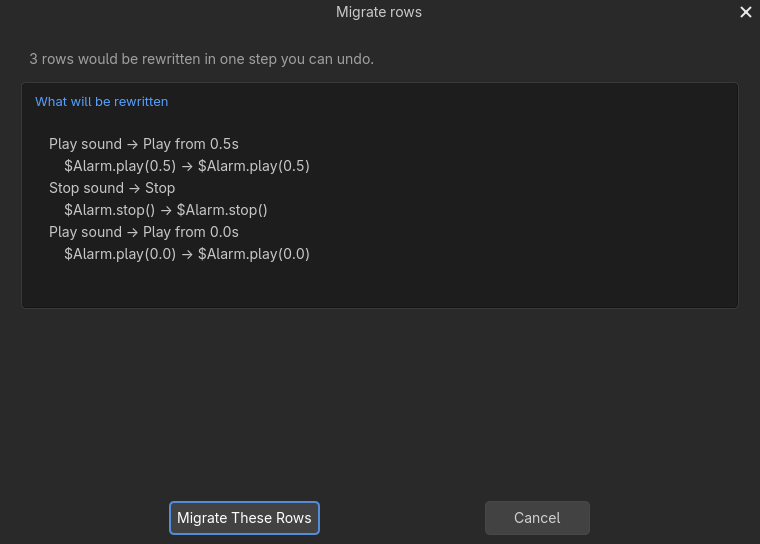 Migrate rows
3 rows would be rewritten in one step you can undo.
What will be rewritten
Play sound → Play from 0.5s
$Alarm.play(0.5) → $Alarm.play(0.5)
Stop sound → Stop
$Alarm.stop() → $Alarm.stop()
Play sound → Play from 0.0s
$Alarm.play(0.0) → $Alarm.play(0.0)
Migrate These Rows
Cancel